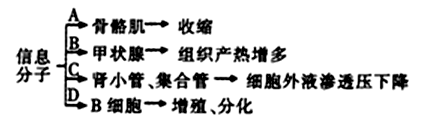 A
骨骼肌 → 收缩
B
甲状腺 → 组织产热增多
信息
分子
C
肾小管、集合管 → 细胞外液渗透压下降
D
B 细胞 → 增殖、分化